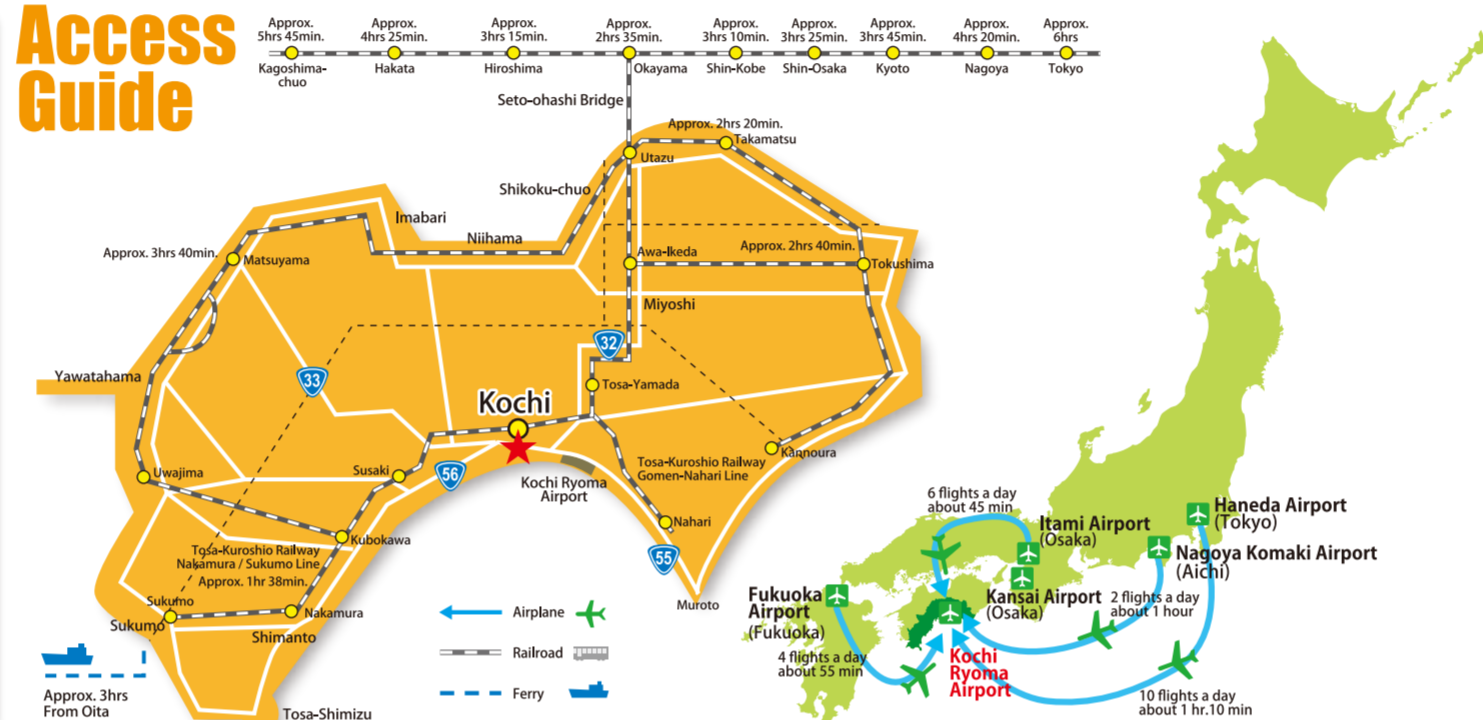 Access
Guide
Approx.
5hrs 45min.
Kagoshima-
chuo
Approx.
4hrs 25min.
Hakata
Approx.
3hrs 15min.
Hiroshima
Approx.
2hrs 35min.
Okayama
Approx.
3hrs 10min.
Shin-Kobe
Approx.
3hrs 25min.
Shin-Osaka
Approx.
3hrs 45min.
Kyoto
Approx.
4hrs 20min.
Nagoya
Approx.
6hrs
Tokyo
Seto-ohashi Bridge
Approx. 2hrs 20min.
Takamatsu
Utazu
Shikoku-chuo
Imabari
Niihama
Approx. 3hrs 40min.
Matsuyama
Awa-Ikeda
Approx. 2hrs 40min.
Tokushima
Miyoshi
32
33
Yawatahama
Tosa-Yamada
Kochi
Kannoura
Tosa-Kuroshio Railway
Gomen-Nahari Line
Uwajima
Susaki
56
Kochi Ryoma
Airport
Nahari
55
Kubokawa
Tosa-Kuroshio Railway
Nakamura / Sukumo Line
Approx. 1hr 38min.
Sukumo
Sukumo
Nakamura
Shimanto
Muroto
Approx. 3hrs
From Oita
Tosa-Shimizu
Airplane
Railroad
Ferry
6 flights a day
about 45 min
Itami Airport
(Osaka)
Haneda Airport
(Tokyo)
Nagoya Komaki Airport
(Aichi)
Kansai Airport
(Osaka)
2 flights a day
about 1 hour
Fukuoka
Airport
(Fukuoka)
4 flights a day
about 55 min
Kochi
Ryoma
Airport
10 flights a day
about 1 hr.10 min